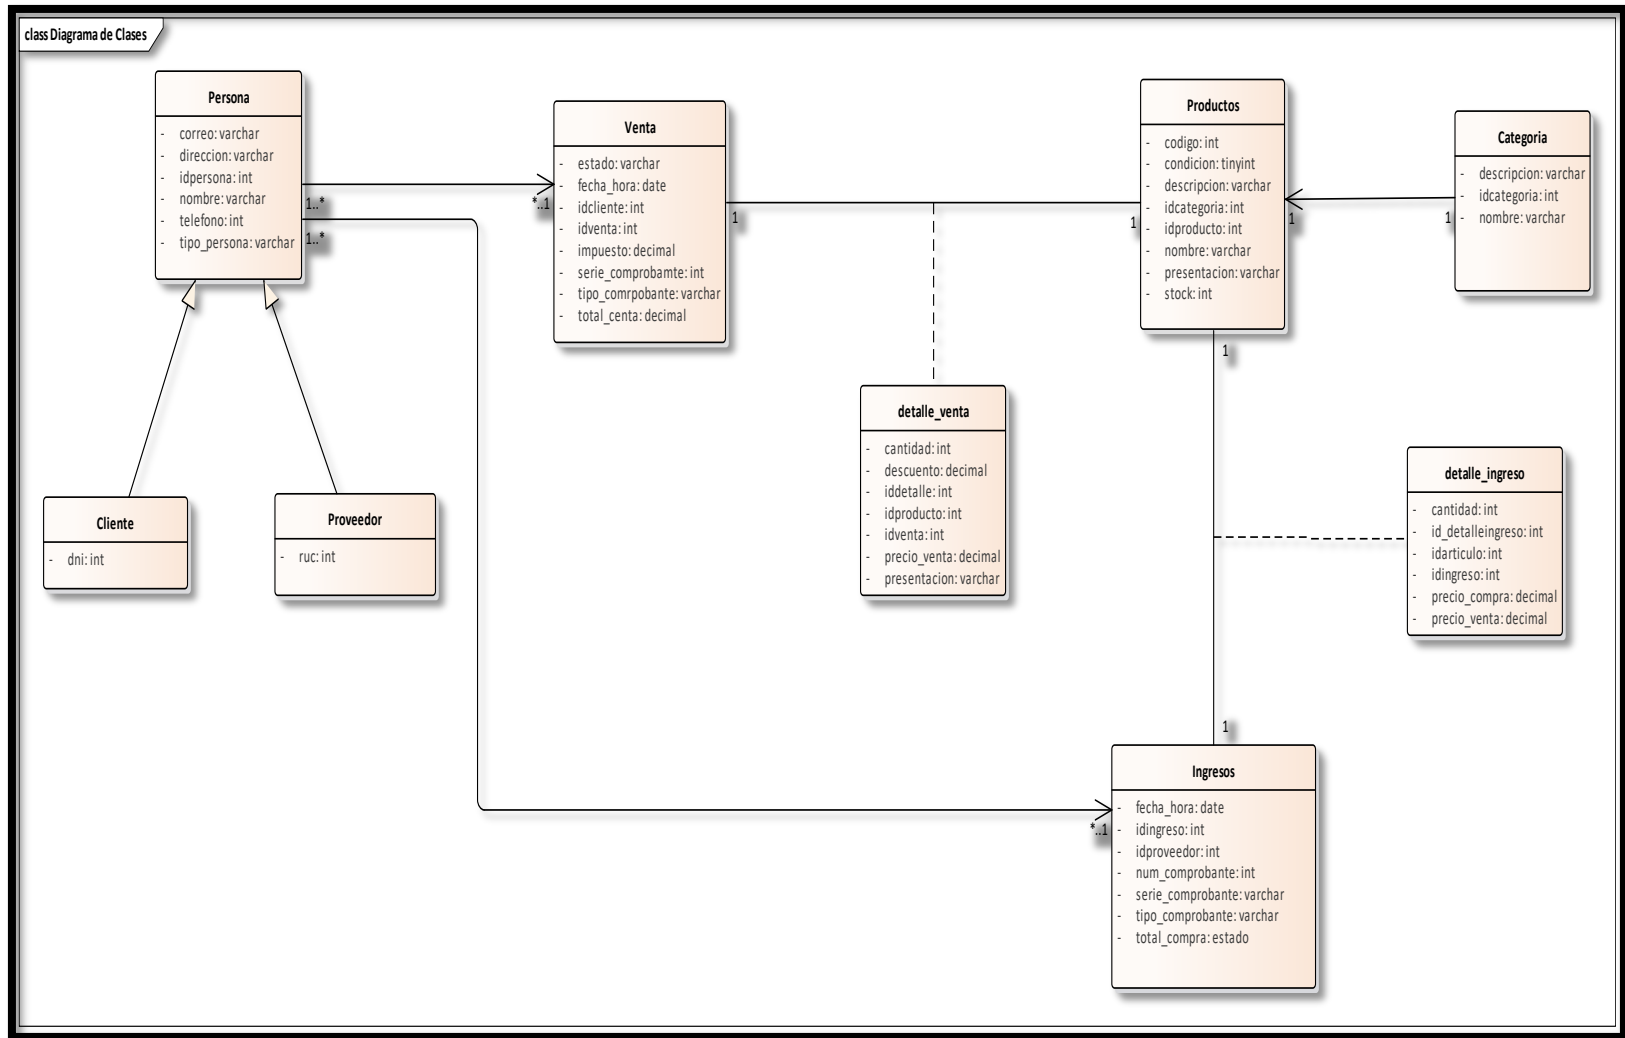 class Diagrama de Clases
Persona
- correo: varchar
- direccion: varchar
- idpersona: int
- nombre: varchar
- telefono: int
- tipo_persona: varchar
1..*
1..*
Venta
- estado: varchar
- fecha_hora: date
- idcliente: int
- idventa: int
- impuesto: decimal
- serie_comprobamte: int
- tipo_comrpobante: varchar
- total_centa: decimal
*..1
1
Productos
- codigo: int
- condicion: tinyint
- descripcion: varchar
- idcategoria: int
- idproducto: int
- nombre: varchar
- presentacion: varchar
- stock: int
1
1
1
Categoria
- descripcion: varchar
- idcategoria: int
- nombre: varchar
1
Cliente
- dni: int
Proveedor
- ruc: int
detalle_venta
- cantidad: int
- descuento: decimal
- iddetalle: int
- idproducto: int
- idventa: int
- precio_venta: decimal
- presentacion: varchar
detalle_ingreso
- cantidad: int
- id_detalleingreso: int
- idarticulo: int
- idingreso: int
- precio_compra: decimal
- precio_venta: decimal
1
*..1
Ingresos
- fecha_hora: date
- idingreso: int
- idproveedor: int
- num_comprobante: int
- serie_comprobante: varchar
- tipo_comprobante: varchar
- total_compra: estado